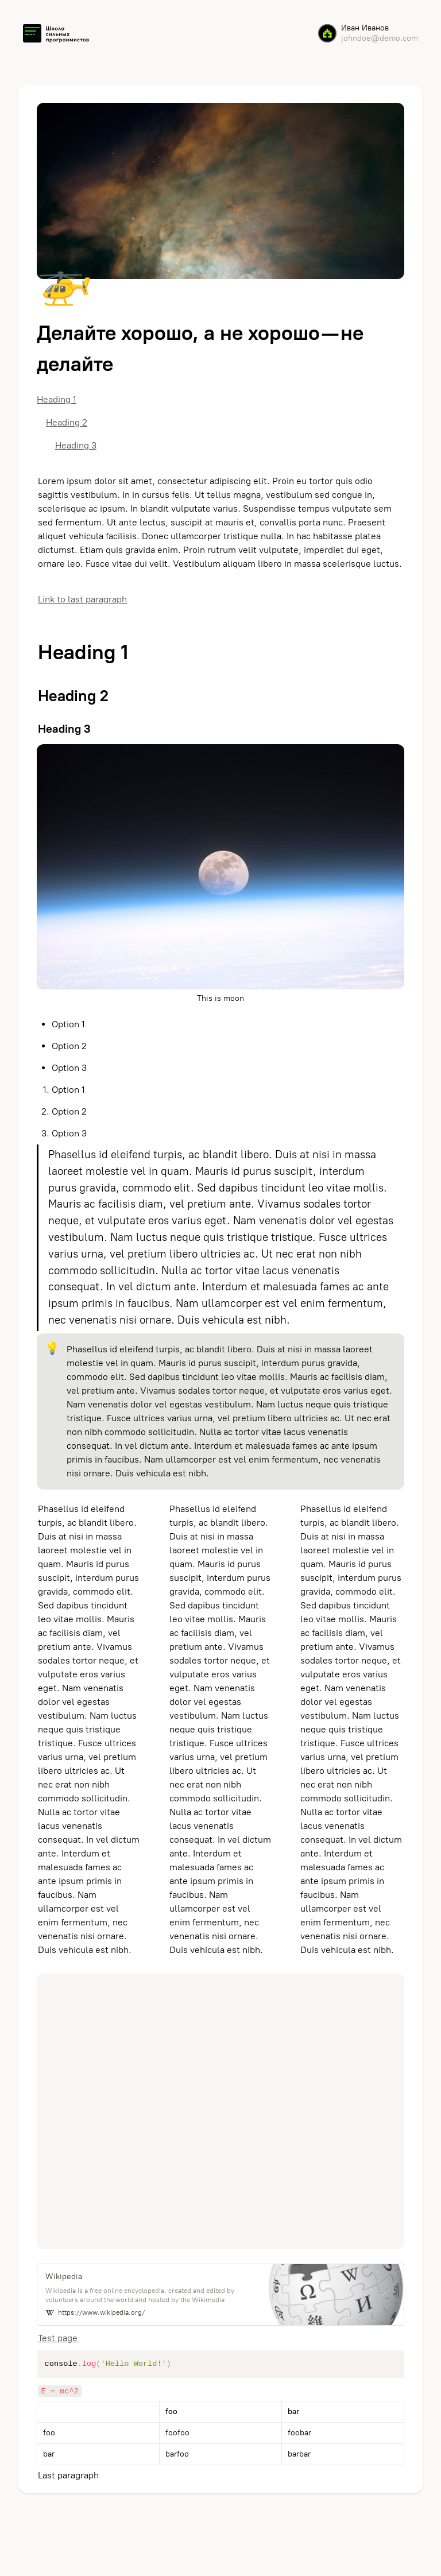 Школа
сильных
программистов
Иван Иванов
johndoe@demo.com
Делайте хорошо, а не хорошо — не
делайте
Heading 1
Heading 2
Heading 3
Lorem ipsum dolor sit amet, consectetur adipiscing elit. Proin eu tortor quis odio
sagittis vestibulum. In in cursus felis. Ut tellus magna, vestibulum sed congue in,
scelerisque ac ipsum. In blandit vulputate varius. Suspendisse tempus vulputate sem
sed fermentum. Ut ante lectus, suscipit at mauris et, convallis porta nunc. Praesent
aliquet vehicula facilisis. Donec ullamcorper tristique nulla. In hac habitasse platea
dictumst. Etiam quis gravida enim. Proin rutrum velit vulputate, imperdiet dui eget,
ornare leo. Fusce vitae dui velit. Vestibulum aliquam libero in massa scelerisque luctus.
Link to last paragraph
Heading 1
Heading 2
Heading 3
This is moon
• Option 1
• Option 2
• Option 3
1. Option 1
2. Option 2
3. Option 3
Phasellus id eleifend turpis, ac blandit libero. Duis at nisi in massa
laoreet molestie vel in quam. Mauris id purus suscipit, interdum
purus gravida, commodo elit. Sed dapibus tincidunt leo vitae mollis.
Mauris ac facilisis diam, vel pretium ante. Vivamus sodales tortor
neque, et vulputate eros varius eget. Nam venenatis dolor vel egestas
vestibulum. Nam luctus neque quis tristique tristique. Fusce ultrices
varius urna, vel pretium libero ultricies ac. Ut nec erat non nibh
commodo sollicitudin. Nulla ac tortor vitae lacus venenatis
consequat. In vel dictum ante. Interdum et malesuada fames ac ante
ipsum primis in faucibus. Nam ullamcorper est vel enim fermentum,
nec venenatis nisi ornare. Duis vehicula est nibh.
Phasellus id eleifend turpis, ac blandit libero. Duis at nisi in massa laoreet
molestie vel in quam. Mauris id purus suscipit, interdum purus gravida,
commodo elit. Sed dapibus tincidunt leo vitae mollis. Mauris ac facilisis diam,
vel pretium ante. Vivamus sodales tortor neque, et vulputate eros varius eget.
Nam venenatis dolor vel egestas vestibulum. Nam luctus neque quis tristique
tristique. Fusce ultrices varius urna, vel pretium libero ultricies ac. Ut nec erat
non nibh commodo sollicitudin. Nulla ac tortor vitae lacus venenatis
consequat. In vel dictum ante. Interdum et malesuada fames ac ante ipsum
primis in faucibus. Nam ullamcorper est vel enim fermentum, nec venenatis
nisi ornare. Duis vehicula est nibh.
Phasellus id eleifend
turpis, ac blandit libero.
Duis at nisi in massa
laoreet molestie vel in
quam. Mauris id purus
suscipit, interdum purus
gravida, commodo elit.
Sed dapibus tincidunt
leo vitae mollis. Mauris
ac facilisis diam, vel
pretium ante. Vivamus
sodales tortor neque, et
vulputate eros varius
eget. Nam venenatis
dolor vel egestas
vestibulum. Nam luctus
neque quis tristique
tristique. Fusce ultrices
varius urna, vel pretium
libero ultricies ac. Ut
nec erat non nibh
commodo sollicitudin.
Nulla ac tortor vitae
lacus venenatis
consequat. In vel dictum
ante. Interdum et
malesuada fames ac
ante ipsum primis in
faucibus. Nam
ullamcorper est vel
enim fermentum, nec
venenatis nisi ornare.
Duis vehicula est nibh.
Phasellus id eleifend
turpis, ac blandit libero.
Duis at nisi in massa
laoreet molestie vel in
quam. Mauris id purus
suscipit, interdum purus
gravida, commodo elit.
Sed dapibus tincidunt
leo vitae mollis. Mauris
ac facilisis diam, vel
pretium ante. Vivamus
sodales tortor neque, et
vulputate eros varius
eget. Nam venenatis
dolor vel egestas
vestibulum. Nam luctus
neque quis tristique
tristique. Fusce ultrices
varius urna, vel pretium
libero ultricies ac. Ut
nec erat non nibh
commodo sollicitudin.
Nulla ac tortor vitae
lacus venenatis
consequat. In vel dictum
ante. Interdum et
malesuada fames ac
ante ipsum primis in
faucibus. Nam
ullamcorper est vel
enim fermentum, nec
venenatis nisi ornare.
Duis vehicula est nibh.
Phasellus id eleifend
turpis, ac blandit libero.
Duis at nisi in massa
laoreet molestie vel in
quam. Mauris id purus
suscipit, interdum purus
gravida, commodo elit.
Sed dapibus tincidunt
leo vitae mollis. Mauris
ac facilisis diam, vel
pretium ante. Vivamus
sodales tortor neque, et
vulputate eros varius
eget. Nam venenatis
dolor vel egestas
vestibulum. Nam luctus
neque quis tristique
tristique. Fusce ultrices
varius urna, vel pretium
libero ultricies ac. Ut
nec erat non nibh
commodo sollicitudin.
Nulla ac tortor vitae
lacus venenatis
consequat. In vel dictum
ante. Interdum et
malesuada fames ac
ante ipsum primis in
faucibus. Nam
ullamcorper est vel
enim fermentum, nec
venenatis nisi ornare.
Duis vehicula est nibh.
Wikipedia
Wikipedia is a free online encyclopedia, created and edited by
volunteers around the world and hosted by the Wikimedia
W https://www.wikipedia.org/
Ω W И 維
Test page
console.log('Hello World!')
E = mc^2
foo bar
foo foofoo foobar
bar barfoo barbar
Last paragraph